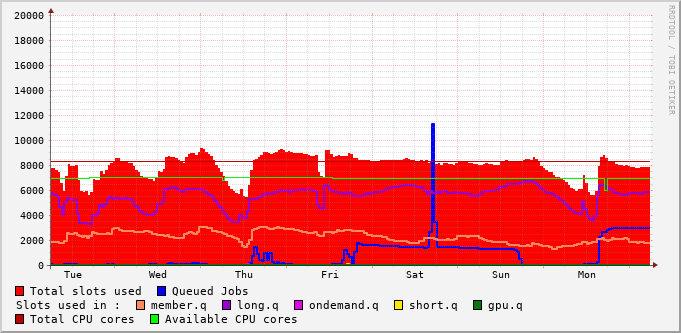 RRDTOOL / TOBI OETIKER
20000
18000
16000
14000
12000
10000
8000
6000
4000
2000
0
Tue Wed Thu Fri Sat Sun Mon
Total slots used Queued Jobs
Slots used in : member.q long.q ondemand.q short.q gpu.q
Total CPU cores Available CPU cores